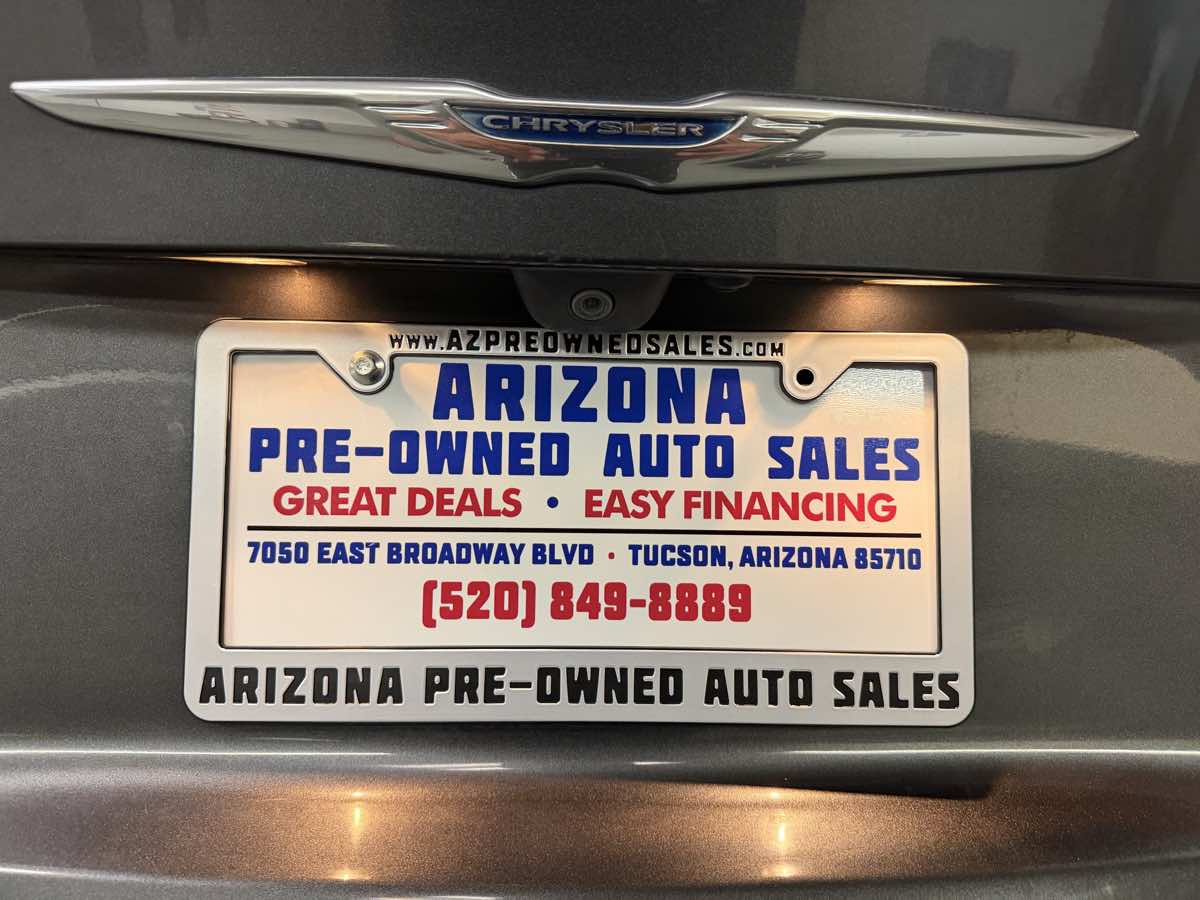 CHRYSLER
www.AZPREOWNEDSALES.COM
ARIZONA
PRE-OWNED AUTO SALES
GREAT DEALS • EASY FINANCING
7050 EAST BROADWAY BLVD • TUCSON, ARIZONA 85710
(520) 849-8889
ARIZONA PRE-OWNED AUTO SALES